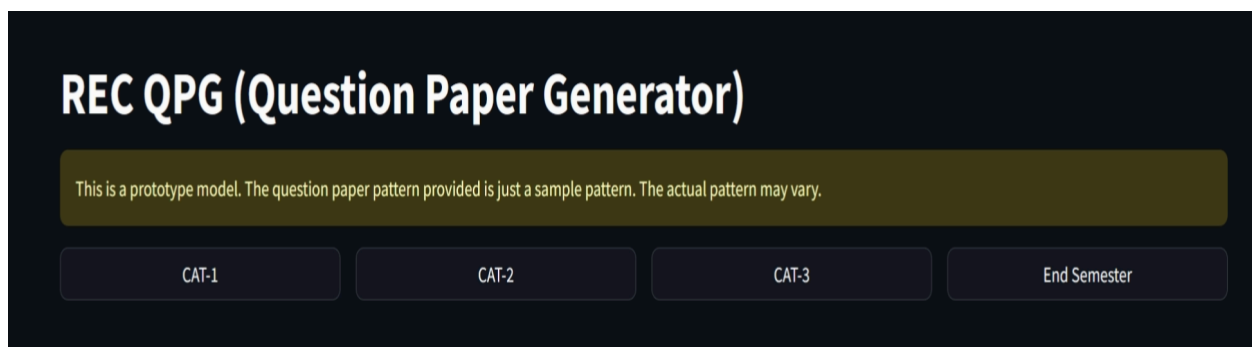 REC QPG (Question Paper Generator)
This is a prototype model. The question paper pattern provided is just a sample pattern. The actual pattern may vary.
CAT-1
CAT-2
CAT-3
End Semester